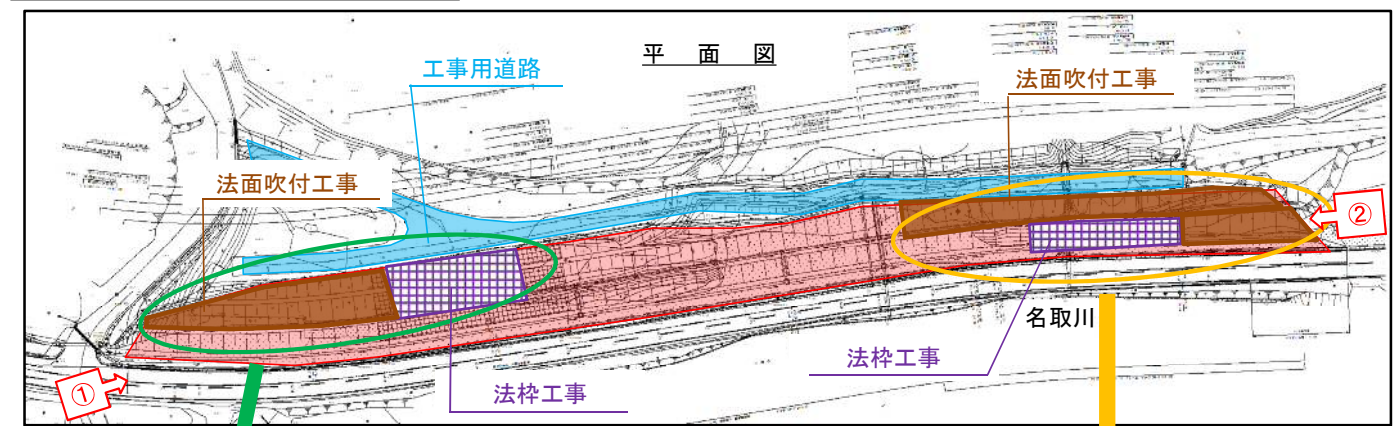 平面図
工事用道路
法面吹付工事
法面吹付工事
②
名取川
法枠工事
法枠工事
①